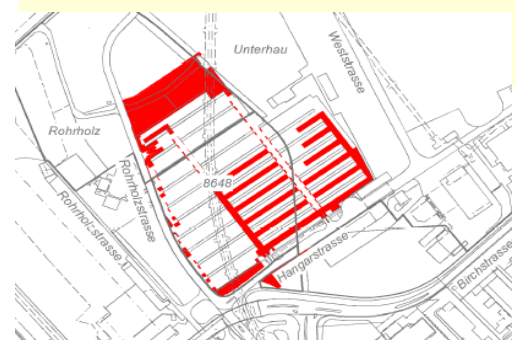 Unterhau
Weststrasse
Rohrholz
Rohrholzstrasse
8648
Rohrholzstrasse
Hangarstrasse
Birchstrasse